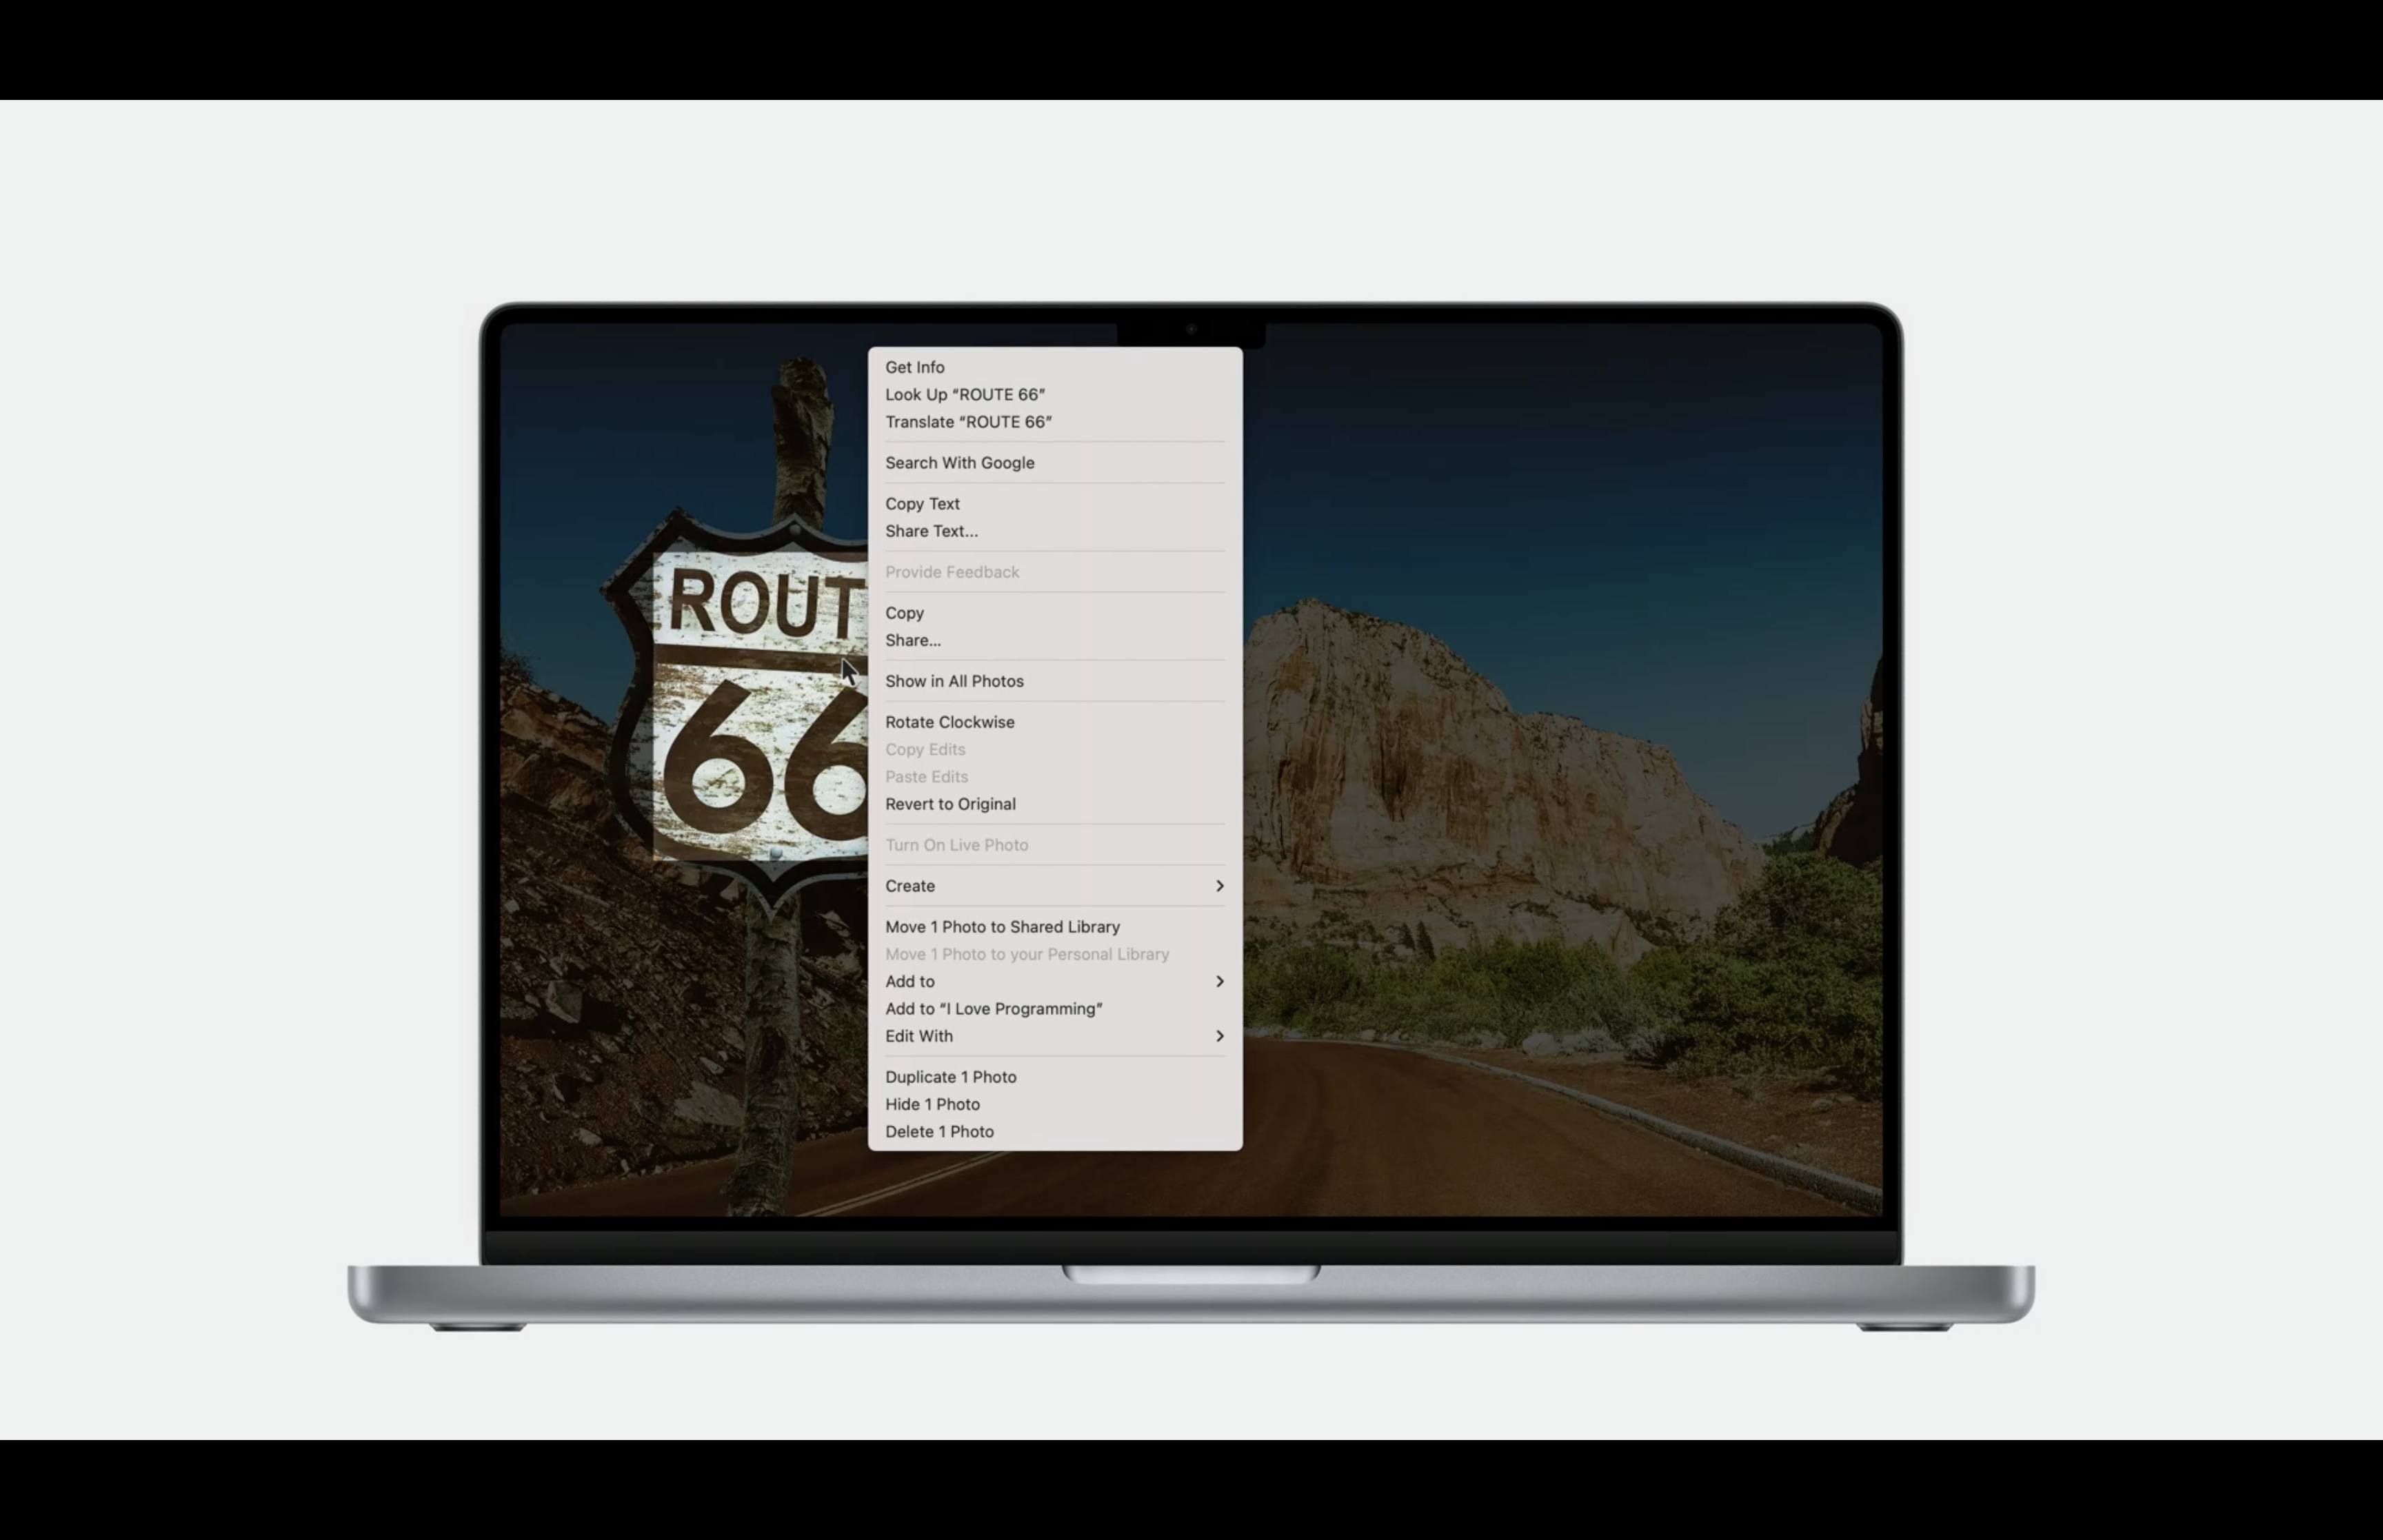 ROUT
66
Get Info
Look Up “ROUTE 66”
Translate “ROUTE 66”
Search With Google
Copy Text
Share Text...
Provide Feedback
Copy
Share...
Show in All Photos
Rotate Clockwise
Copy Edits
Paste Edits
Revert to Original
Turn On Live Photo
Create
Move 1 Photo to Shared Library
Move 1 Photo to your Personal Library
Add to
Add to “I Love Programming”
Edit With
Duplicate 1 Photo
Hide 1 Photo
Delete 1 Photo